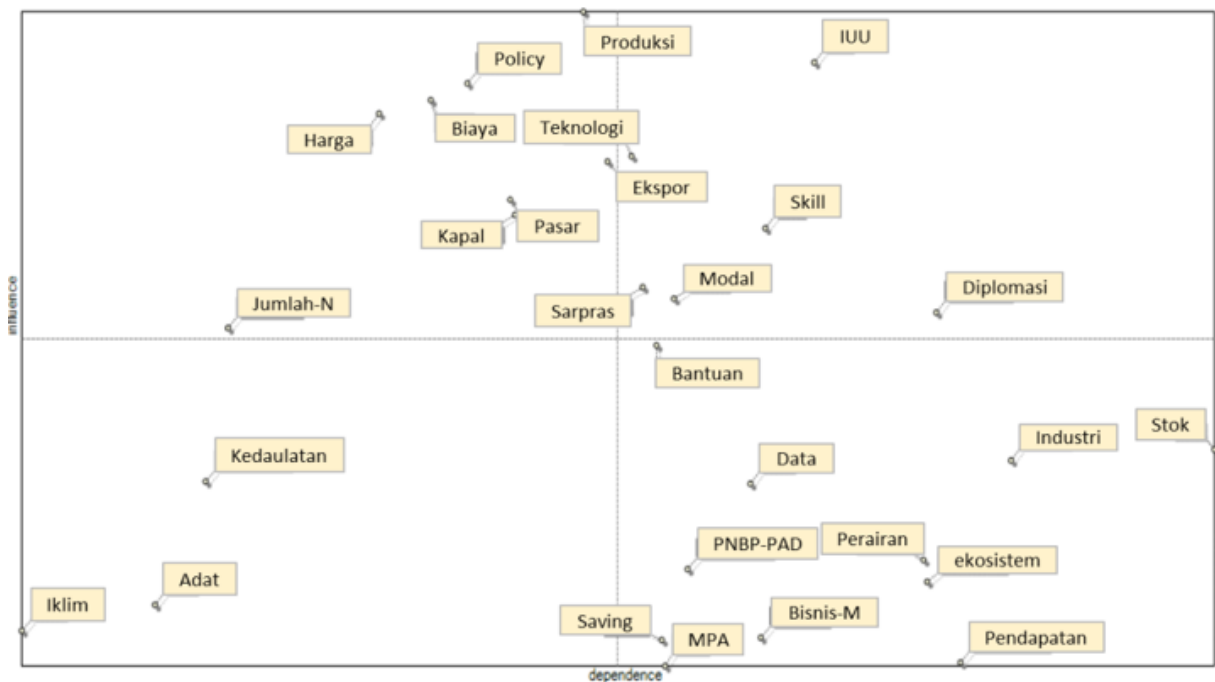 Produksi
IUU
Policy
Harga
Biaya
Teknologi
Ekspor
Skill
Kapal
Pasar
Modal
Diplomasi
Jumlah-N
Sarpras
influence
Bantuan
Stok
Industri
Kedaulatan
Data
PNBP-PAD
Perairan
ekosistem
Adat
Iklim
Saving
MPA
Bisnis-M
Pendapatan
dependence